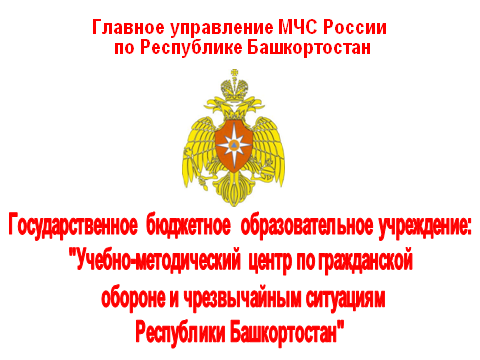 Главное управление МЧС России
по Республике Башкортостан
Государственное бюджетное образовательное учреждение:
"Учебно-методический центр по гражданской
обороне и чрезвычайным ситуациям
Республики Башкортостан"